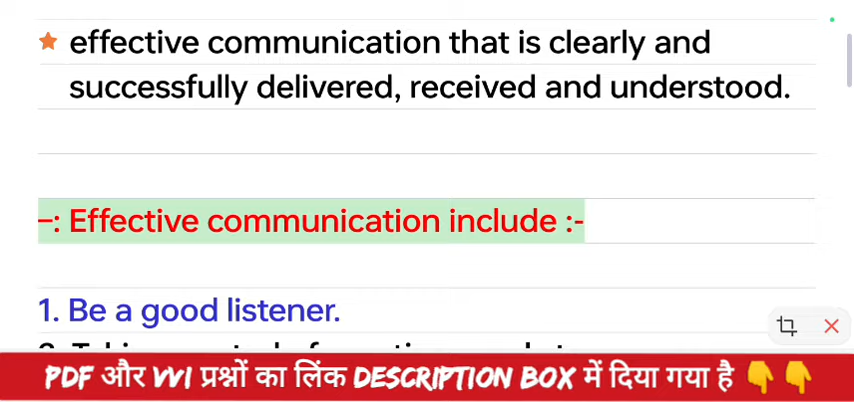 effective communication that is clearly and
successfully delivered, received and understood.
–: Effective communication include :-
1. Be a good listener.
PDF और VVI प्रश्नों का लिंक DESCRIPTION BOX में दिया गया है 👇👇